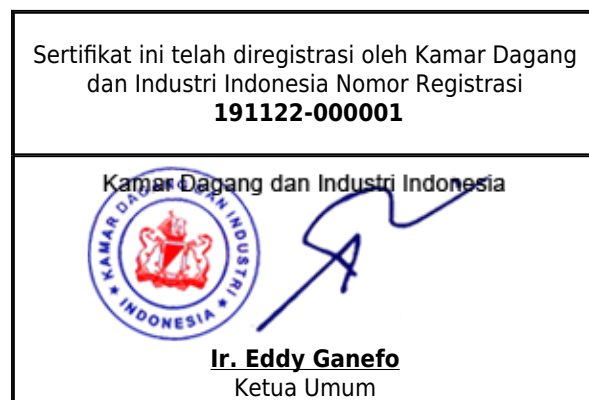 Sertifikat ini telah diregistrasi oleh Kamar Dagang
dan Industri Indonesia Nomor Registrasi
191122-000001
Kamar Dagang dan Industri Indonesia
KAMAR DAGANG DAN INDUSTRI
INDONESIA
Ir. Eddy Ganefo
Ketua Umum